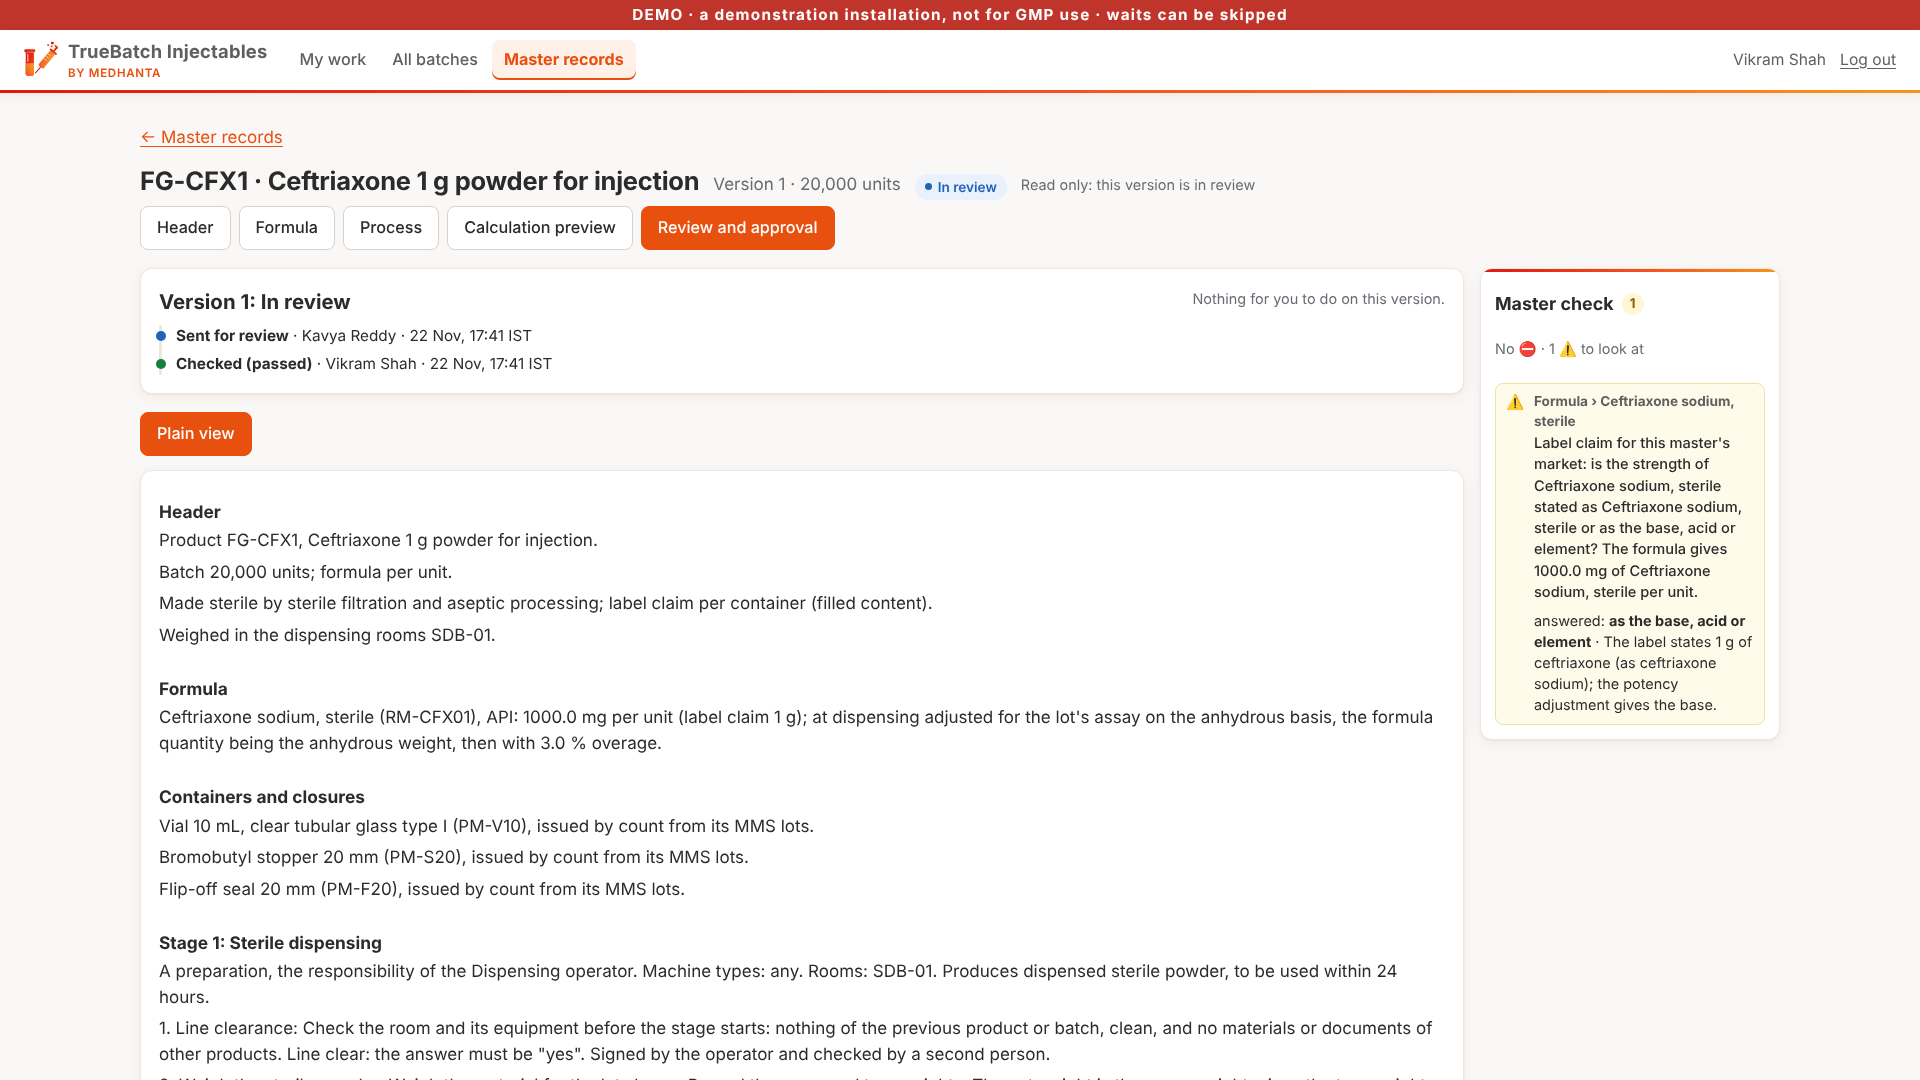 DEMO · a demonstration installation, not for GMP use · waits can be skipped
TrueBatch Injectables
BY MEDHANTA
My work
All batches
Master records
Vikram Shah
Log out
← Master records
FG-CFX1 · Ceftriaxone 1 g powder for injection
Version 1 · 20,000 units
In review
Read only: this version is in review
Header
Formula
Process
Calculation preview
Review and approval
Version 1: In review
Nothing for you to do on this version.
Sent for review · Kavya Reddy · 22 Nov, 17:41 IST
Checked (passed) · Vikram Shah · 22 Nov, 17:41 IST
Plain view
Header
Product FG-CFX1, Ceftriaxone 1 g powder for injection.
Batch 20,000 units; formula per unit.
Made sterile by sterile filtration and aseptic processing; label claim per container (filled content).
Weighed in the dispensing rooms SDB-01.
Formula
Ceftriaxone sodium, sterile (RM-CFX01), API: 1000.0 mg per unit (label claim 1 g); at dispensing adjusted for the lot's assay on the anhydrous basis, the formula
quantity being the anhydrous weight, then with 3.0 % overage.
Containers and closures
Vial 10 mL, clear tubular glass type I (PM-V10), issued by count from its MMS lots.
Bromobutyl stopper 20 mm (PM-S20), issued by count from its MMS lots.
Flip-off seal 20 mm (PM-F20), issued by count from its MMS lots.
Stage 1: Sterile dispensing
A preparation, the responsibility of the Dispensing operator. Machine types: any. Rooms: SDB-01. Produces dispensed sterile powder, to be used within 24
hours.
1. Line clearance: Check the room and its equipment before the stage starts: nothing of the previous product or batch, clean, and no materials or documents of
other products. Line clear: the answer must be "yes". Signed by the operator and checked by a second person.
Master check 1
No ⛔ · 1 ⚠️ to look at
Formula › Ceftriaxone sodium,
sterile
Label claim for this master's
market: is the strength of
Ceftriaxone sodium, sterile
stated as Ceftriaxone sodium,
sterile or as the base, acid or
element? The formula gives
1000.0 mg of Ceftriaxone
sodium, sterile per unit.
answered: as the base, acid or
element · The label states 1 g of
ceftriaxone (as ceftriaxone
sodium); the potency
adjustment gives the base.